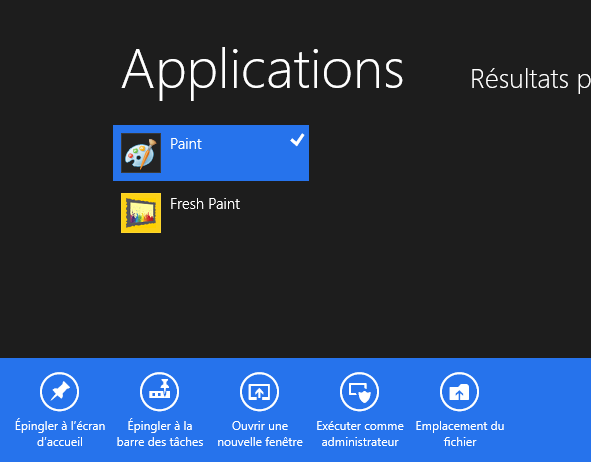 Applications
Résultats p
Paint
Fresh Paint
Épingler à l'écran
d'accueil
Épingler à la
barre des tâches
Ouvrir une
nouvelle fenêtre
Exécuter comme
administrateur
Emplacement du
fichier